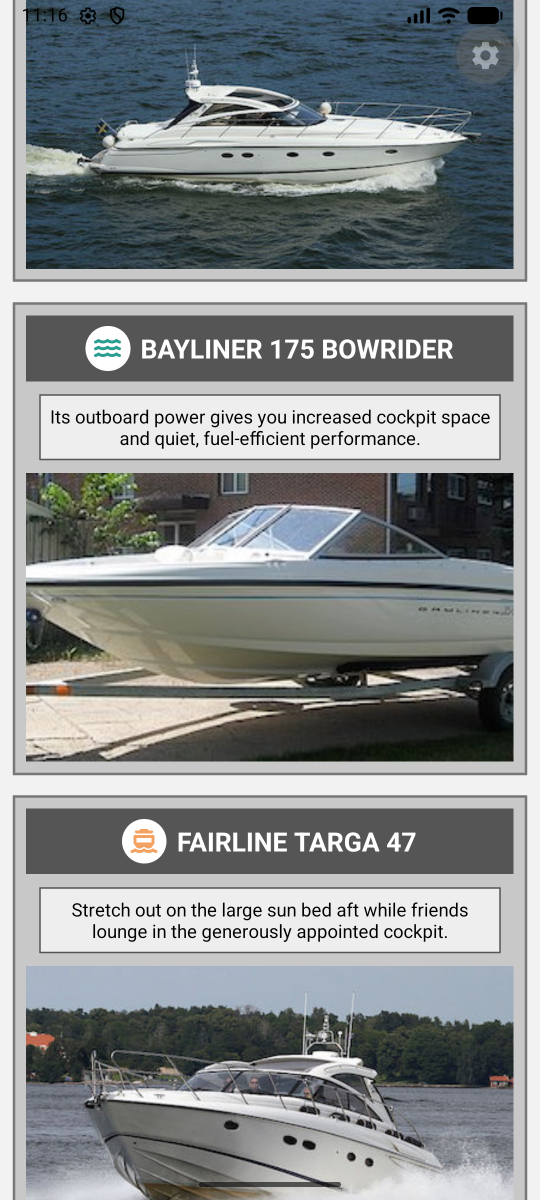 11:16
BAYLINER 175 BOWRIDER
Its outboard power gives you increased cockpit space
and quiet, fuel-efficient performance.
BAYLINER
FAIRLINE TARGA 47
Stretch out on the large sun bed aft while friends
lounge in the generously appointed cockpit.